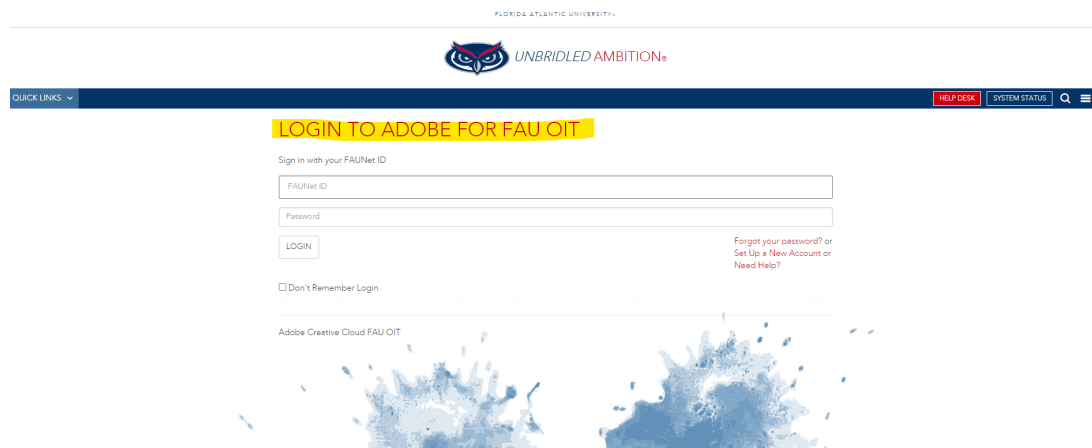 FLORIDA ATLANTIC UNIVERSITY®
UNBRIDLED AMBITION®
QUICK LINKS
HELP DESK
SYSTEM STATUS
LOGIN TO ADOBE FOR FAU OIT
Sign in with your FAUNet ID
FAUNet ID
Password
LOGIN
Forgot your password? or
Set Up a New Account or
Need Help?
Don't Remember Login
Adobe Creative Cloud FAU OIT